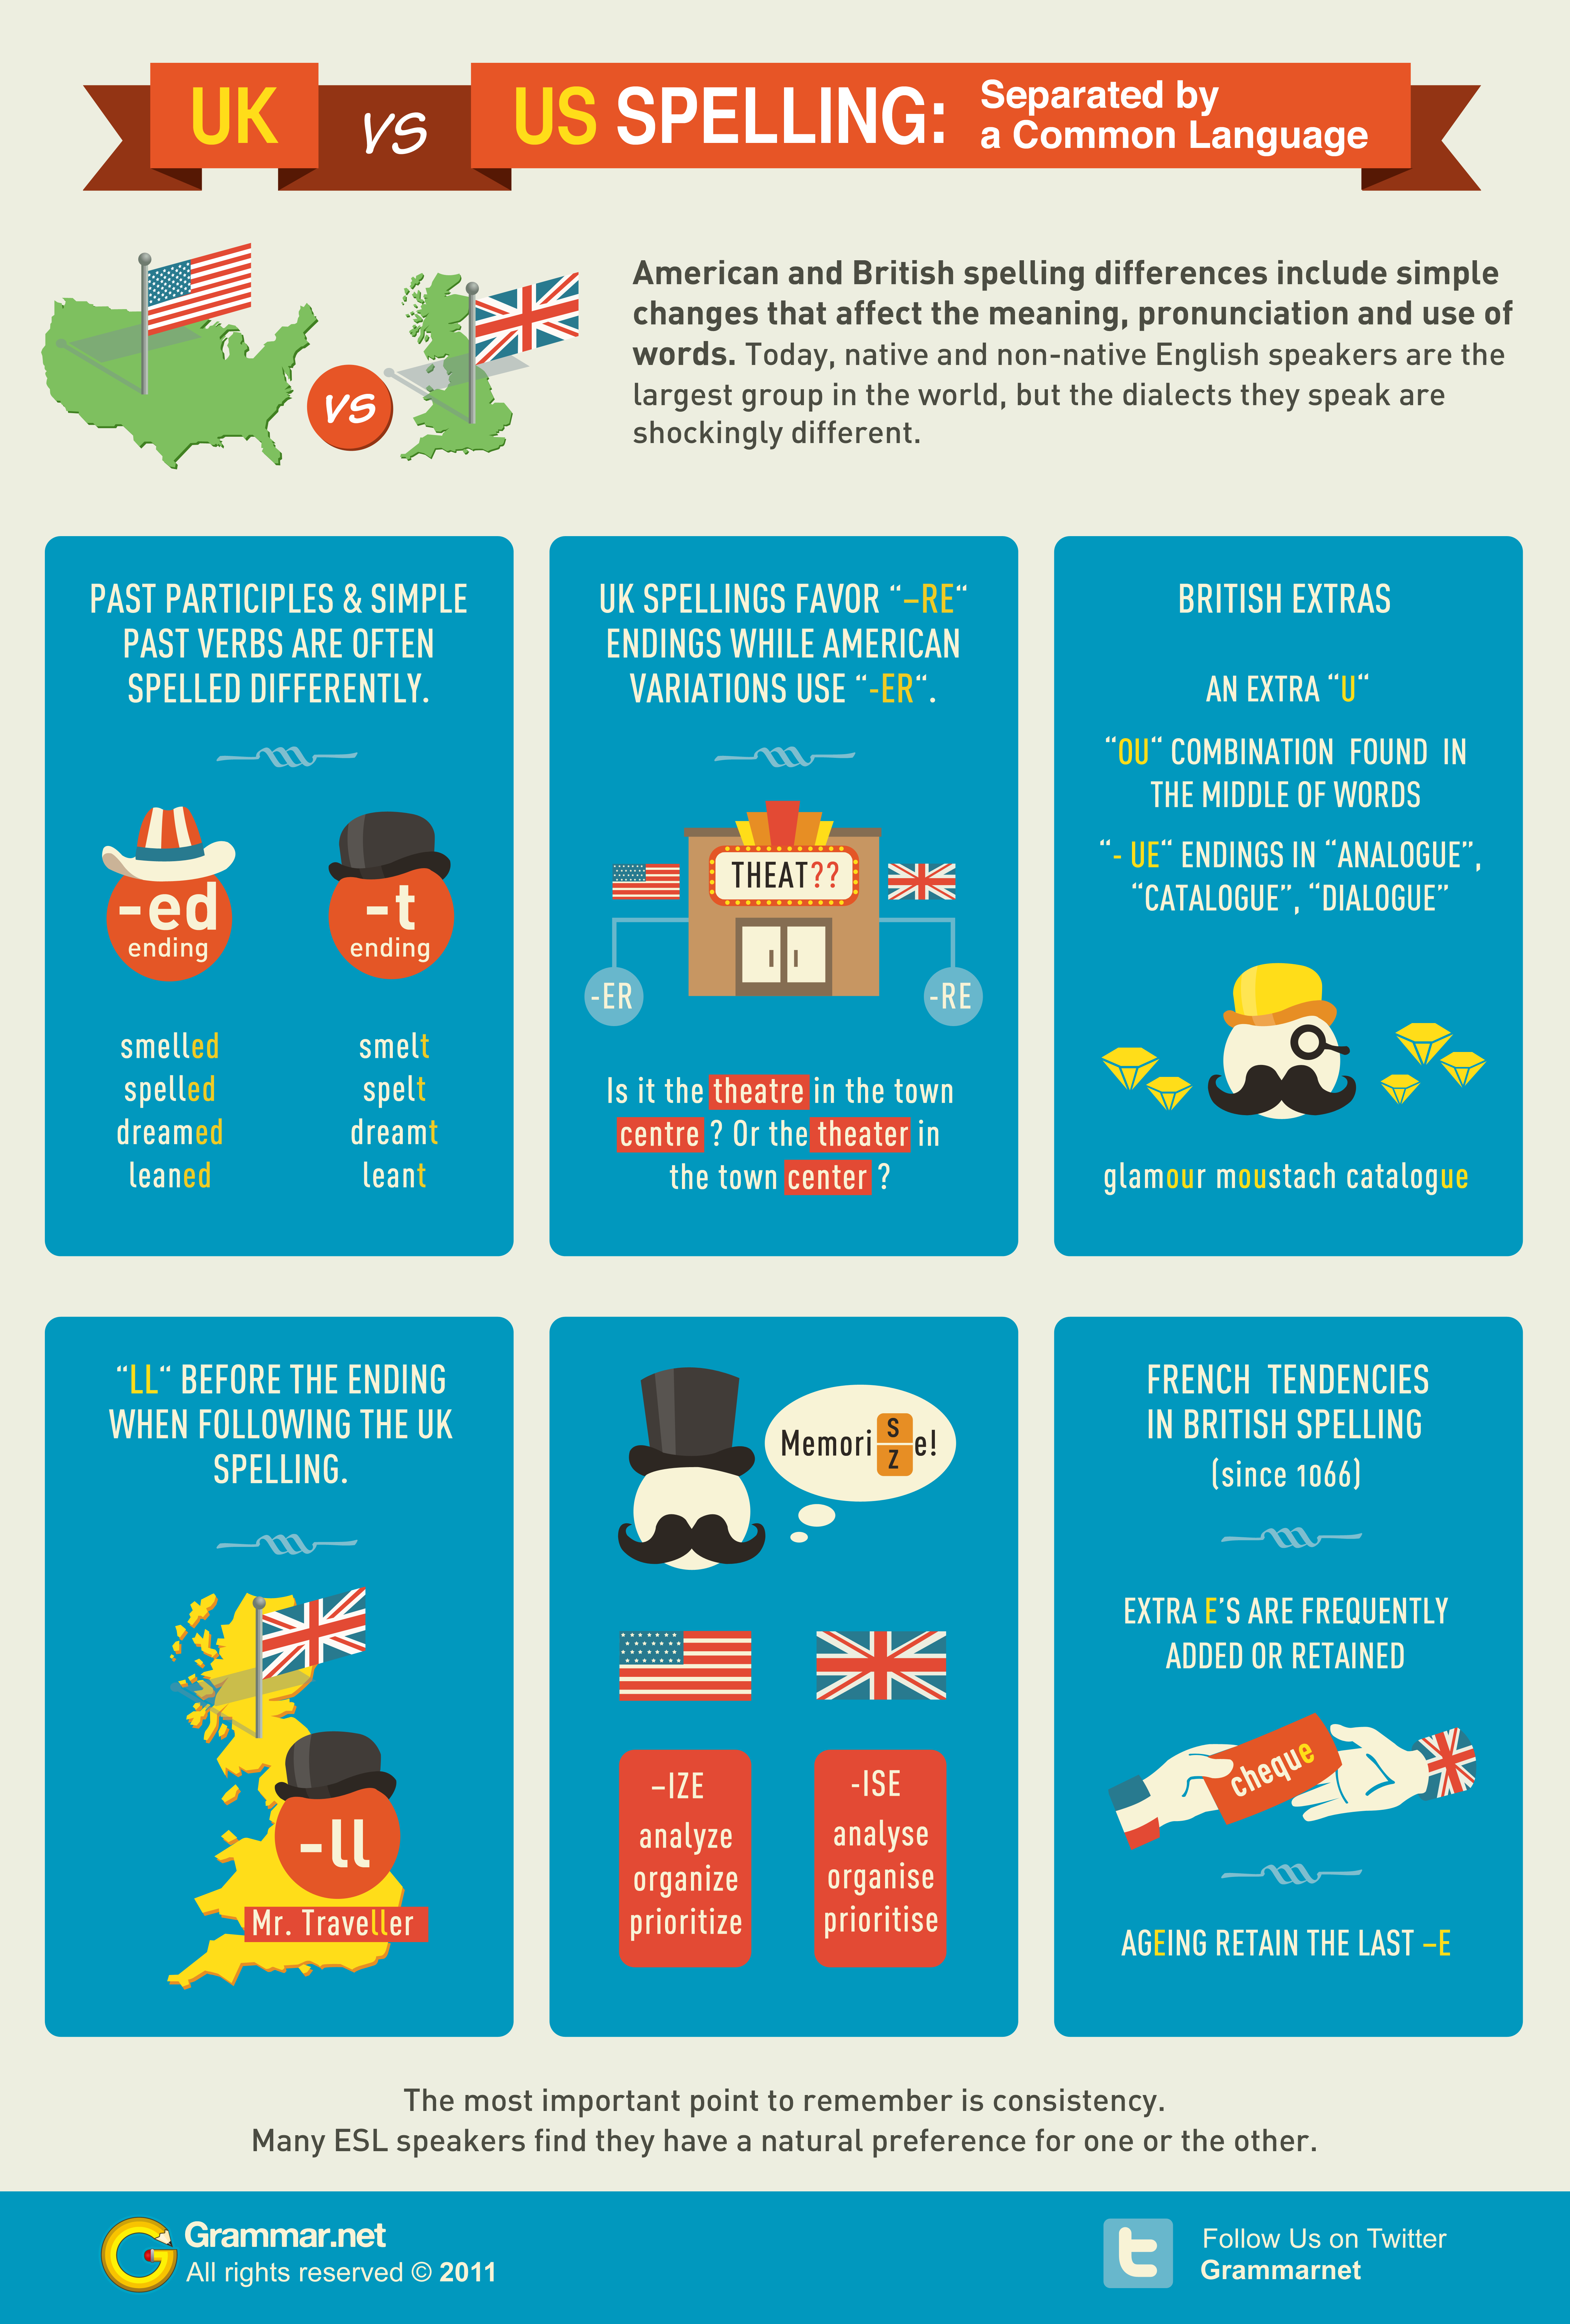 UK vs US SPELLING: Separated by
a Common Language
American and British spelling differences include simple
changes that affect the meaning, pronunciation and use of
words. Today, native and non-native English speakers are the
largest group in the world, but the dialects they speak are
shockingly different.
vs
PAST PARTICIPLES & SIMPLE
PAST VERBS ARE OFTEN
SPELLED DIFFERENTLY.
-ed
ending
-t
ending
smelled smelt
spelled spelt
dreamed dreamt
leaned leant
UK SPELLINGS FAVOR “–RE“
ENDINGS WHILE AMERICAN
VARIATIONS USE “-ER“.
THEAT??
-ER
-RE
Is it the theatre in the town
centre ? Or the theater in
the town center ?
BRITISH EXTRAS
AN EXTRA “U“
“OU“ COMBINATION FOUND IN
THE MIDDLE OF WORDS
“- UE“ ENDINGS IN “ANALOGUE”,
“CATALOGUE”, “DIALOGUE”
glamour moustach catalogue
“LL“ BEFORE THE ENDING
WHEN FOLLOWING THE UK
SPELLING.
-ll
Mr. Traveller
Memori S Z e!
–IZE
analyze
organize
prioritize
-ISE
analyse
organise
prioritise
FRENCH TENDENCIES
IN BRITISH SPELLING
(since 1066)
EXTRA E’S ARE FREQUENTLY
ADDED OR RETAINED
cheque
AGEING RETAIN THE LAST –E
The most important point to remember is consistency.
Many ESL speakers find they have a natural preference for one or the other.
Grammar.net
All rights reserved © 2011
Follow Us on Twitter
Grammarnet